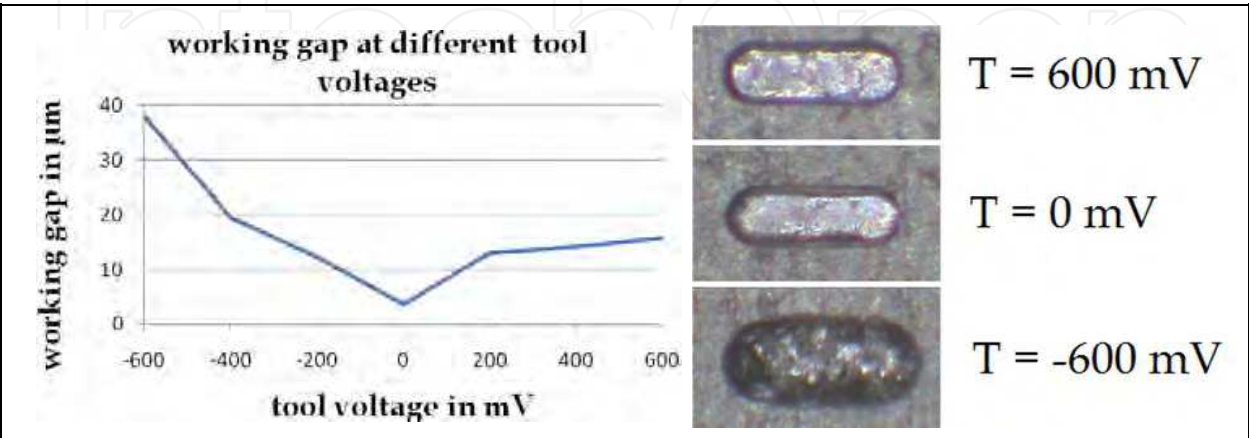 working gap at different tool
voltages
working gap in µm
40
30
20
10
0
-600 -400 -200 0 200 400 600
tool voltage in mV
T = 600 mV
T = 0 mV
T = -600 mV